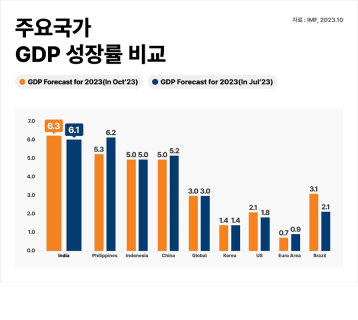 주요국가
GDP 성장률 비교
자료 : IMF, 2023.10
GDP Forecast for 2023(In Oct'23)
GDP Forecast for 2023(In Jul'23)
7.0
6.0
5.0
4.0
3.0
2.0
1.0
0.0
6.3 6.1
5.3 6.2
5.0 5.0
5.0 5.2
3.0 3.0
1.4 1.4
2.1 1.8
0.7 0.9
3.1 2.1
India Philippines Indonesia China Global Korea US Euro Area Brazil